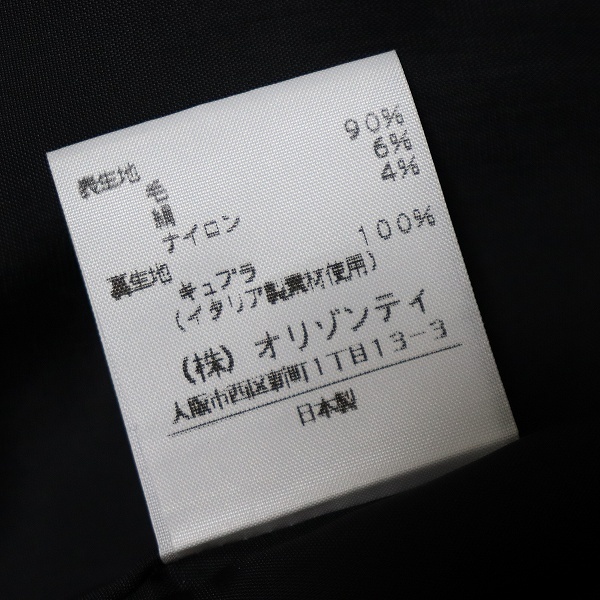 表生地
毛 90%
絹 6%
ナイロン 4%
裏生地
キュプラ 100%
(イタリア製素材使用)
(株) オリゾンティ
大阪市西区新町1丁目13-3
日本製